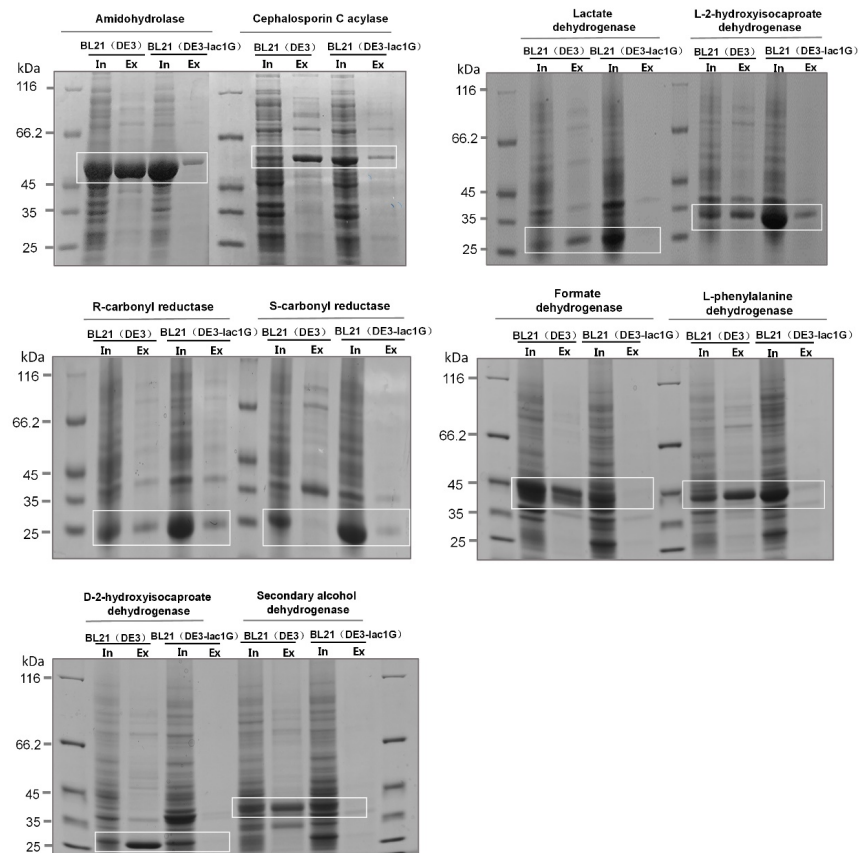 Amidohydrolase Cephalosporin C acylase
BL21 (DE3) BL21 (DE3-lac1G) BL21 (DE3) BL21 (DE3-lac1G)
kDa In Ex In Ex In Ex In Ex
116
66.2
45
35
25
Lactate dehydrogenase L-2-hydroxyisocaproate dehydrogenase
BL21 (DE3) BL21 (DE3-lac1G) BL21 (DE3) BL21 (DE3-lac1G)
kDa In Ex In Ex In Ex In Ex
116
66.2
45
35
25
R-carbonyl reductase S-carbonyl reductase
BL21 (DE3) BL21 (DE3-lac1G) BL21 (DE3) BL21 (DE3-lac1G)
kDa In Ex In Ex In Ex In Ex
116
66.2
45
35
25
Formate dehydrogenase L-phenylalanine dehydrogenase
BL21 (DE3) BL21 (DE3-lac1G) BL21 (DE3) BL21 (DE3-lac1G)
kDa In Ex In Ex In Ex In Ex
116
66.2
45
35
25
D-2-hydroxyisocaproate dehydrogenase Secondary alcohol dehydrogenase
BL21 (DE3) BL21 (DE3-lac1G) BL21 (DE3) BL21 (DE3-lac1G)
kDa In Ex In Ex In Ex In Ex
116
66.2
45
35
25